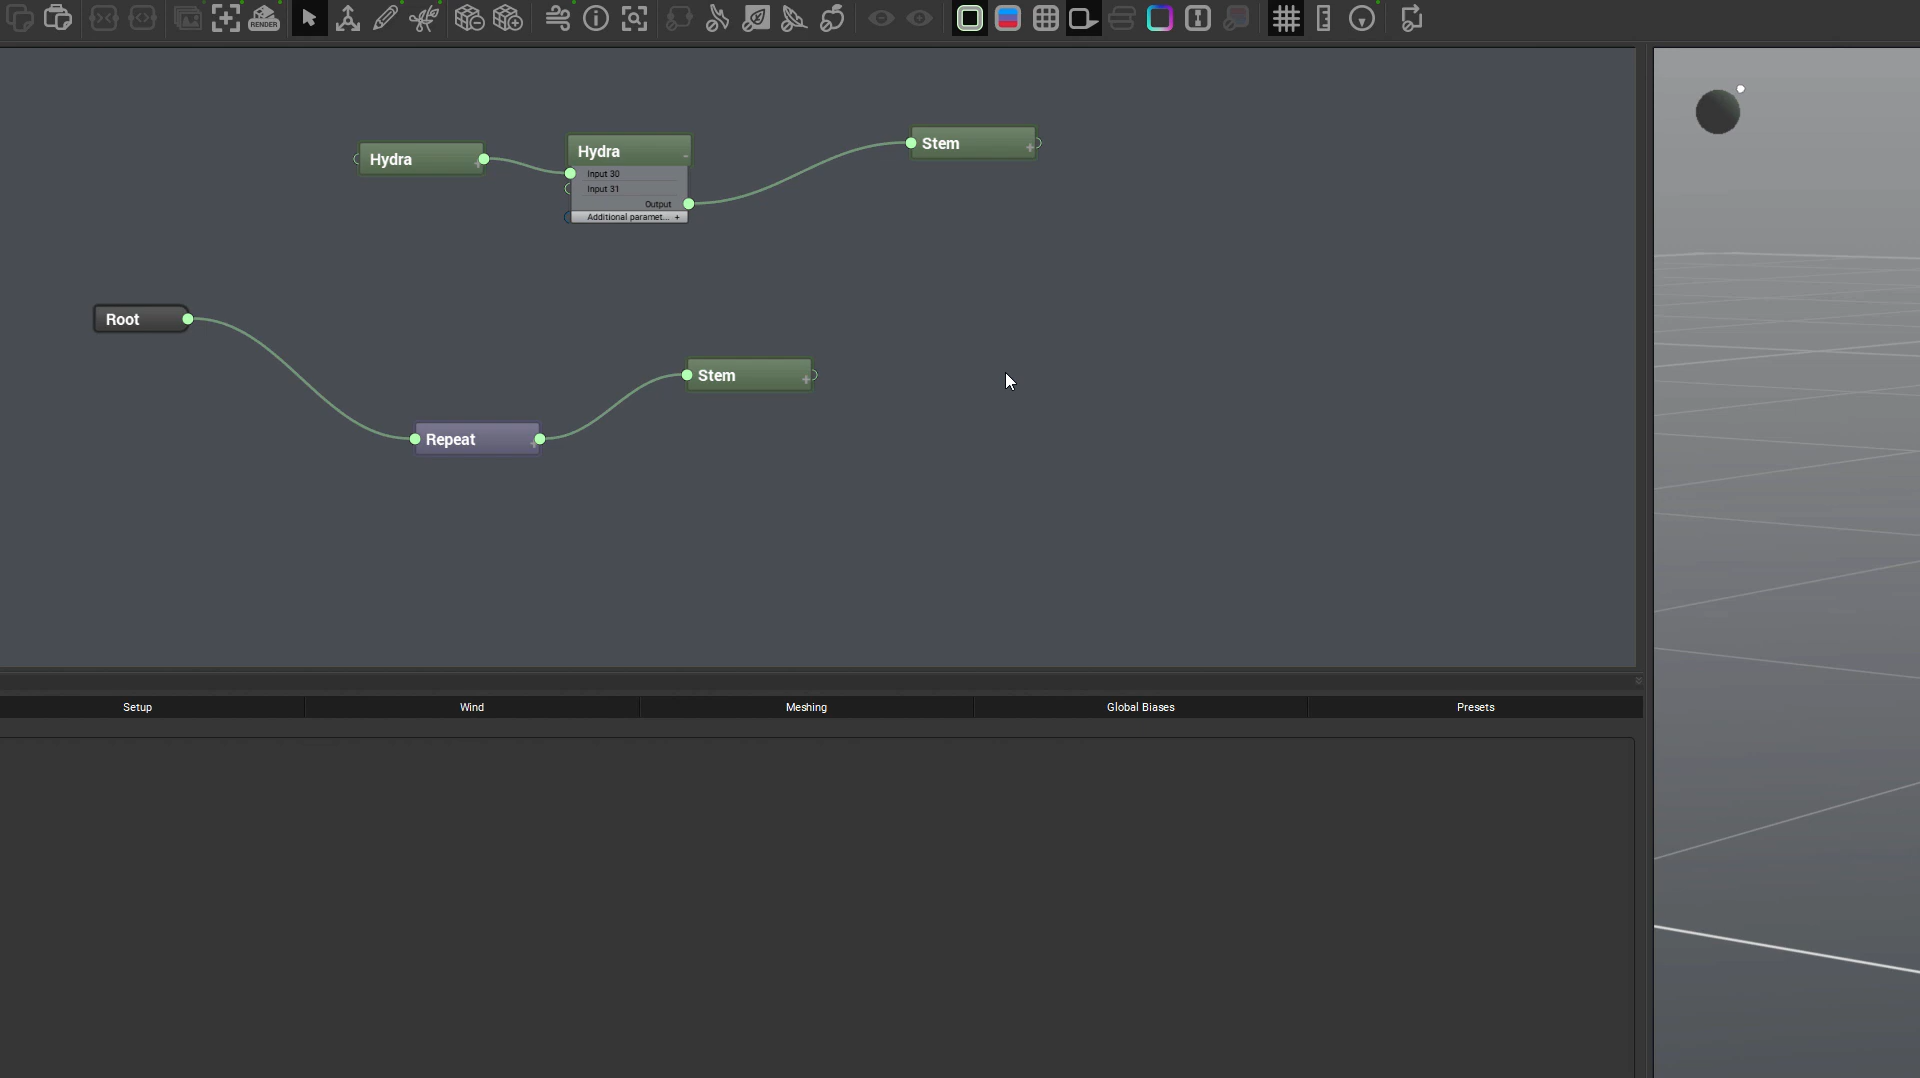 RENDER
Hydra
Hydra
Input 30
Input 31
Output
Additional paramet... +
Stem
Root
Stem
Repeat
Setup
Wind
Meshing
Global Biases
Presets